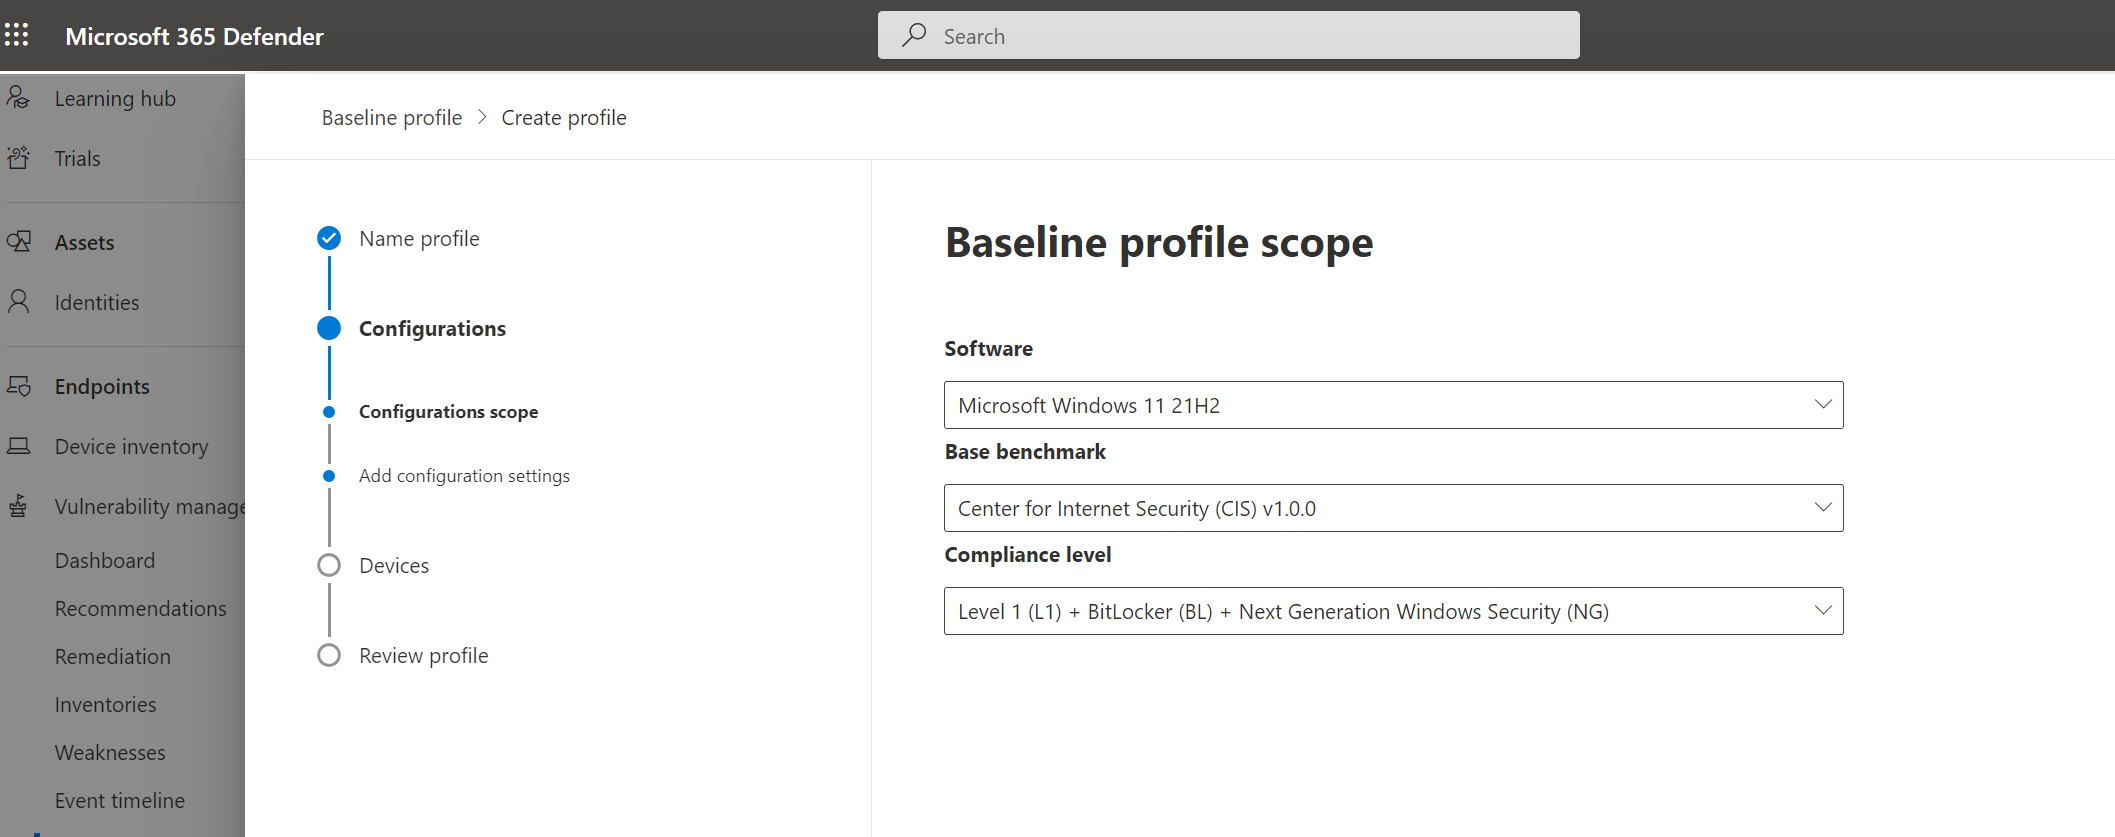 Microsoft 365 Defender
Search
Learning hub
Trials
Assets
Identities
Endpoints
Device inventory
Vulnerability manage
Dashboard
Recommendations
Remediation
Inventories
Weaknesses
Event timeline
Baseline profile > Create profile
Name profile
Configurations
Configurations scope
Add configuration settings
Devices
Review profile
Baseline profile scope
Software
Microsoft Windows 11 21H2
Base benchmark
Center for Internet Security (CIS) v1.0.0
Compliance level
Level 1 (L1) + BitLocker (BL) + Next Generation Windows Security (NG)